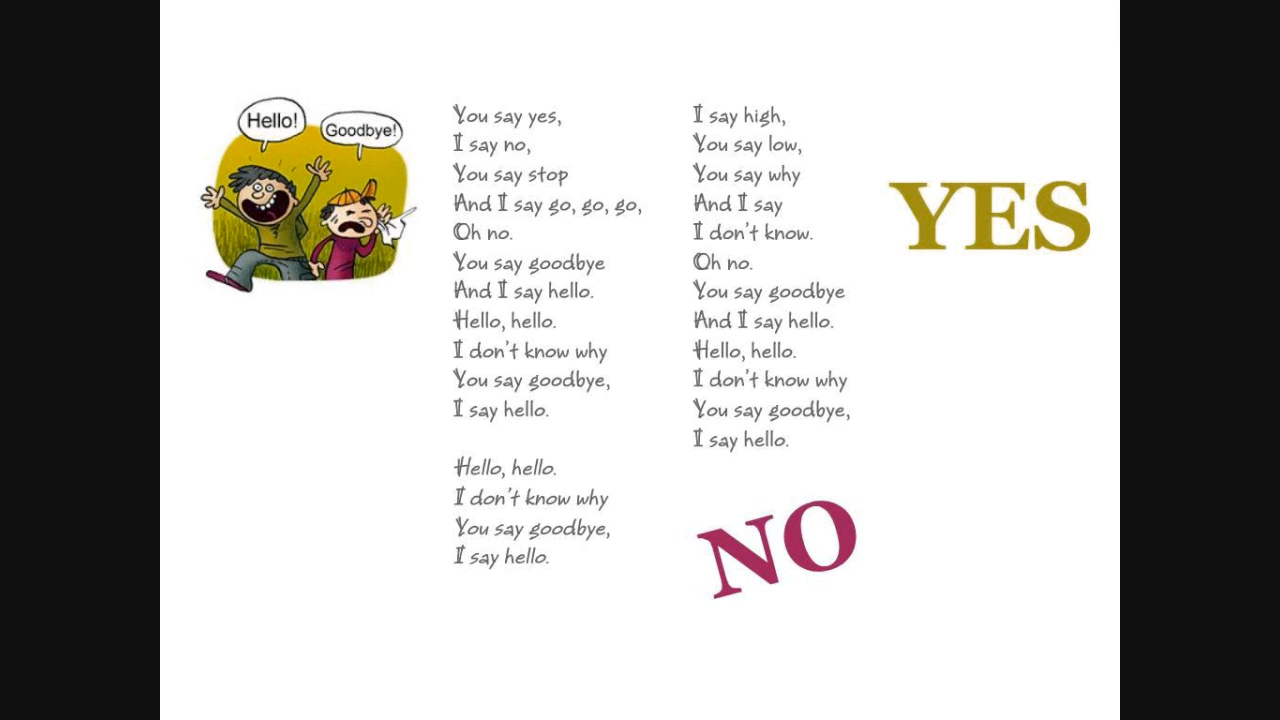 Hello!
Goodbye!
You say yes,
I say no,
You say stop
And I say go, go, go,
Oh no.
You say goodbye
And I say hello.
Hello, hello.
I don't know why
You say goodbye,
I say hello.
Hello, hello.
I don't know why
You say goodbye,
I say hello.
I say high,
You say low,
You say why
And I say
I don't know.
Oh no.
You say goodbye
And I say hello.
Hello, hello.
I don't know why
You say goodbye,
I say hello.
YES
NO